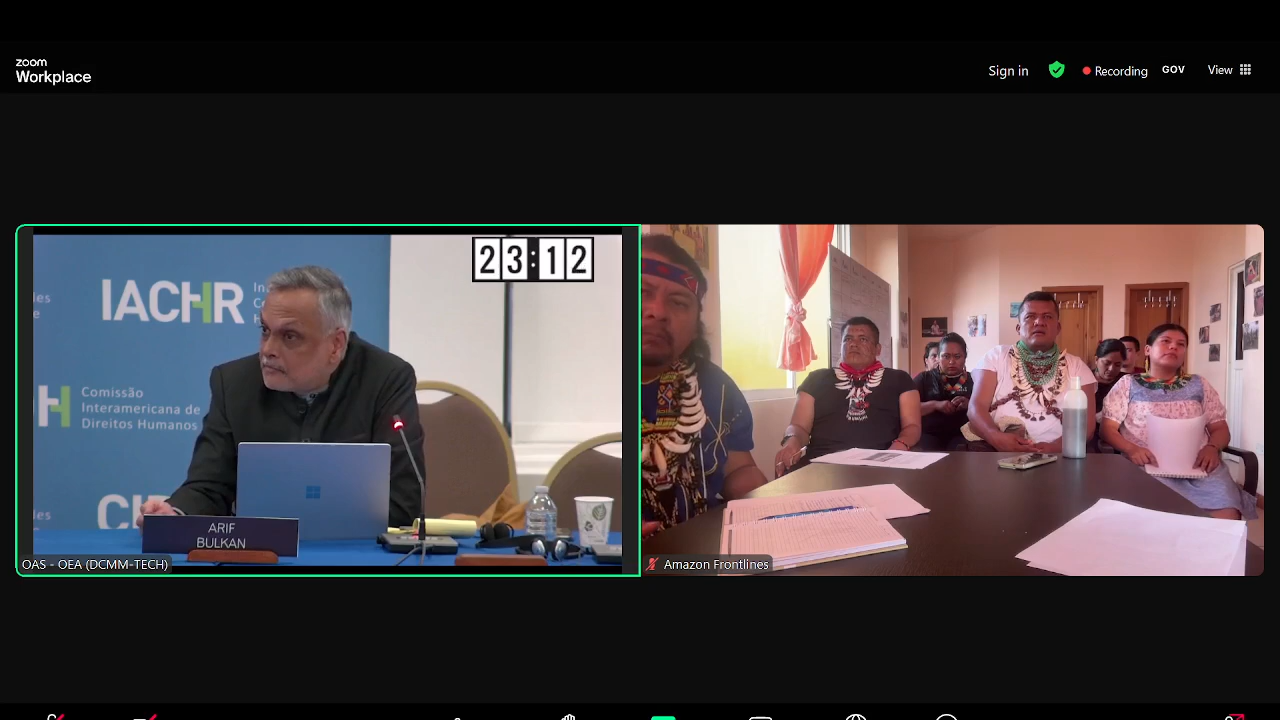 zoom
Workplace
Sign in
Recording
GOV
View
IACHR
Comissão
Interamericana de
Direitos Humanos
ARIF
BULKAN
23:12
OAS - OEA (DCMM-TECH)
Amazon Frontlines